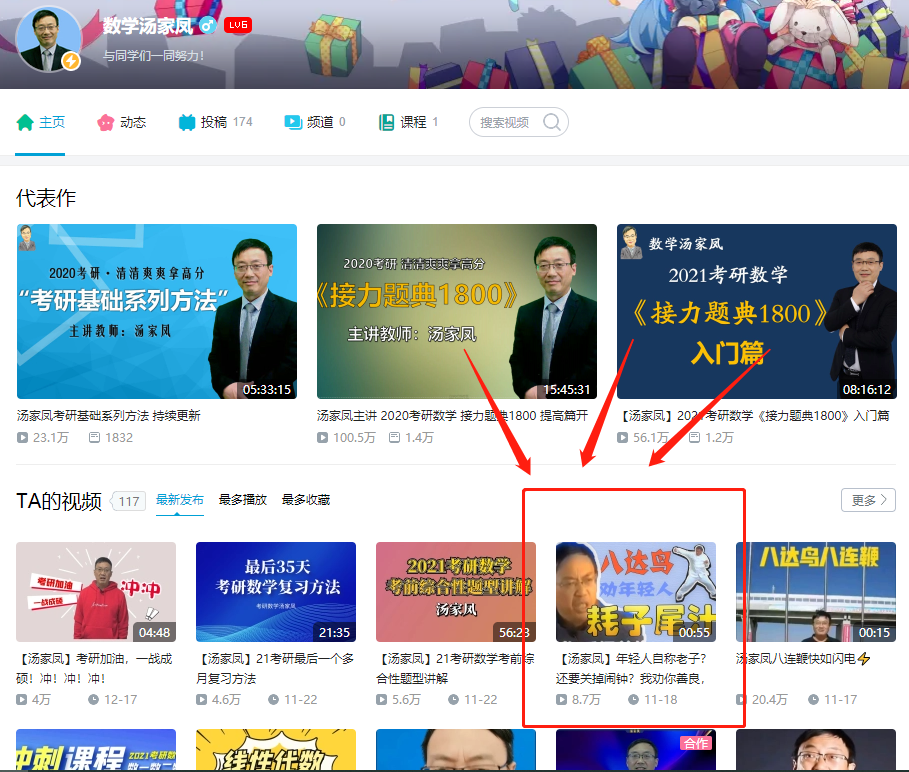 数学汤家凤 LV6
与同学们一同努力！
主页 动态 投稿 174 频道 0 课程 1 搜索视频
代表作
2020考研·清清爽爽拿高分
“考研基础系列方法”
主讲教师：汤家凤
05:33:15
2020考研 清清爽爽拿高分
《接力题典1800》
主讲教师：汤家凤
15:45:31
数学汤家凤
2021考研数学
《接力题典1800》
入门篇
08:16:12
汤家凤考研基础系列方法 持续更新
23.1万 1832
汤家凤主讲 2020考研数学 接力题典1800 提高篇开
100.5万 1.4万
【汤家凤】2021考研数学《接力题典1800》入门篇
56.1万 1.2万
TA的视频 117 最新发布 最多播放 最多收藏 更多
考研加油
一战成硕
冲冲
04:48
最后35天
考研数学复习方法
考研数学汤家凤
21:35
2021考研数学
考前综合性题型讲解
汤家凤
56:23
八达鸟
劝年轻人
耗子尾汁
00:55
八达鸟八连鞭
00:15
【汤家凤】考研加油，一战成
硕！冲！冲！冲！
4万 12-17
【汤家凤】21考研最后一个多
月复习方法
4.6万 11-22
【汤家凤】21考研数学考前综
合性题型讲解
5.6万 11-22
【汤家凤】年轻人自称老子？
还要关掉闹钟？我劝你善良，
8.7万 11-18
汤家凤八连鞭快如闪电⚡
20.4万 11-17
冲刺课程 2021考研数
线性代数
合作